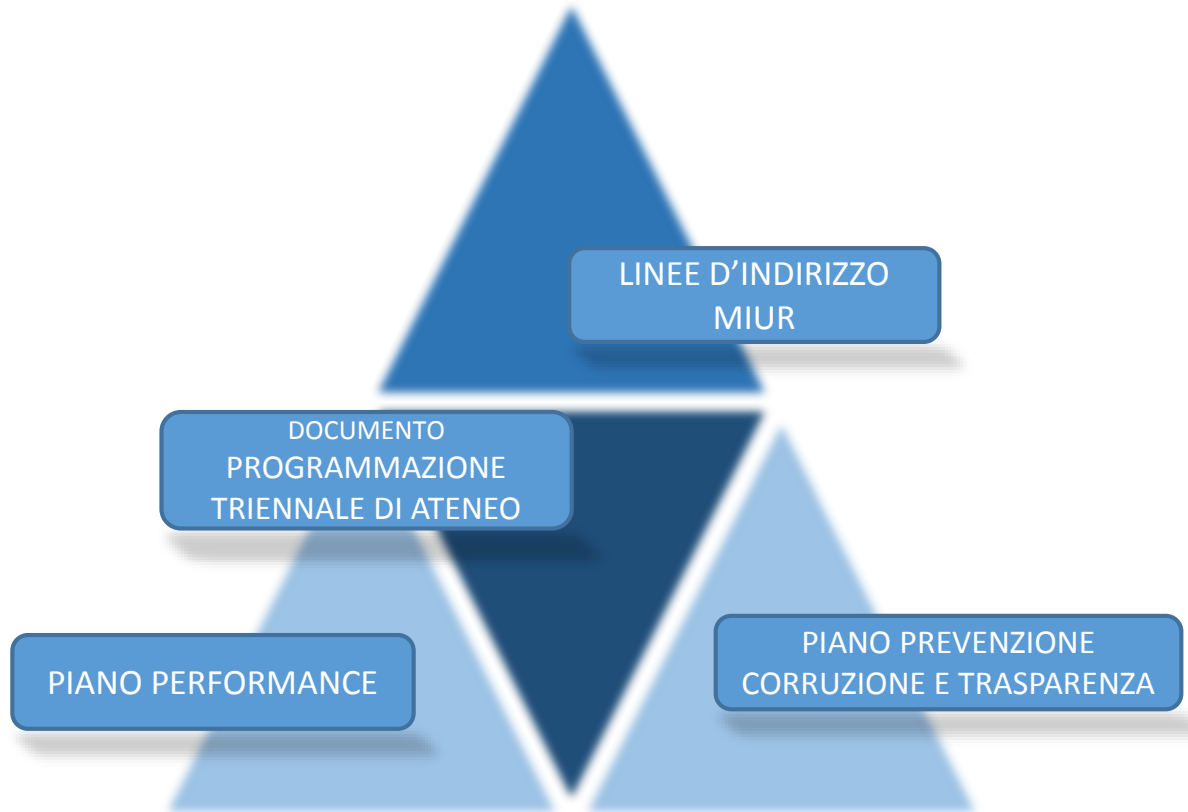 LINEE D’INDIRIZZO
MIUR
DOCUMENTO
PROGRAMMAZIONE
TRIENNALE DI ATENEO
PIANO PERFORMANCE
PIANO PREVENZIONE
CORRUZIONE E TRASPARENZA